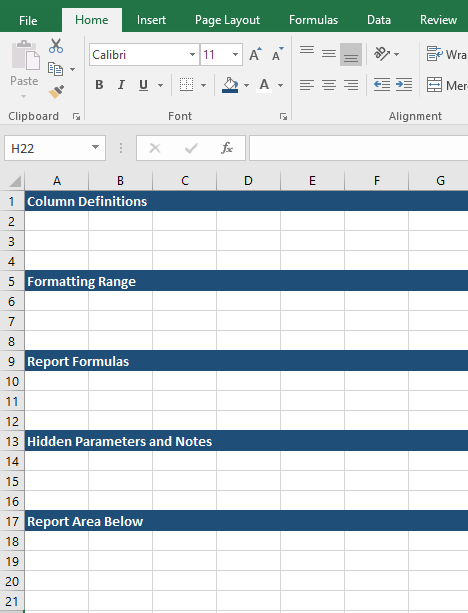 File Home Insert Page Layout Formulas Data Review
Calibri 11 A A Wra
Paste B I U A Mer
Clipboard Font Alignment
H22 fx
A B C D E F G
1 Column Definitions
2
3
4
5 Formatting Range
6
7
8
9 Report Formulas
10
11
12
13 Hidden Parameters and Notes
14
15
16
17 Report Area Below
18
19
20
21